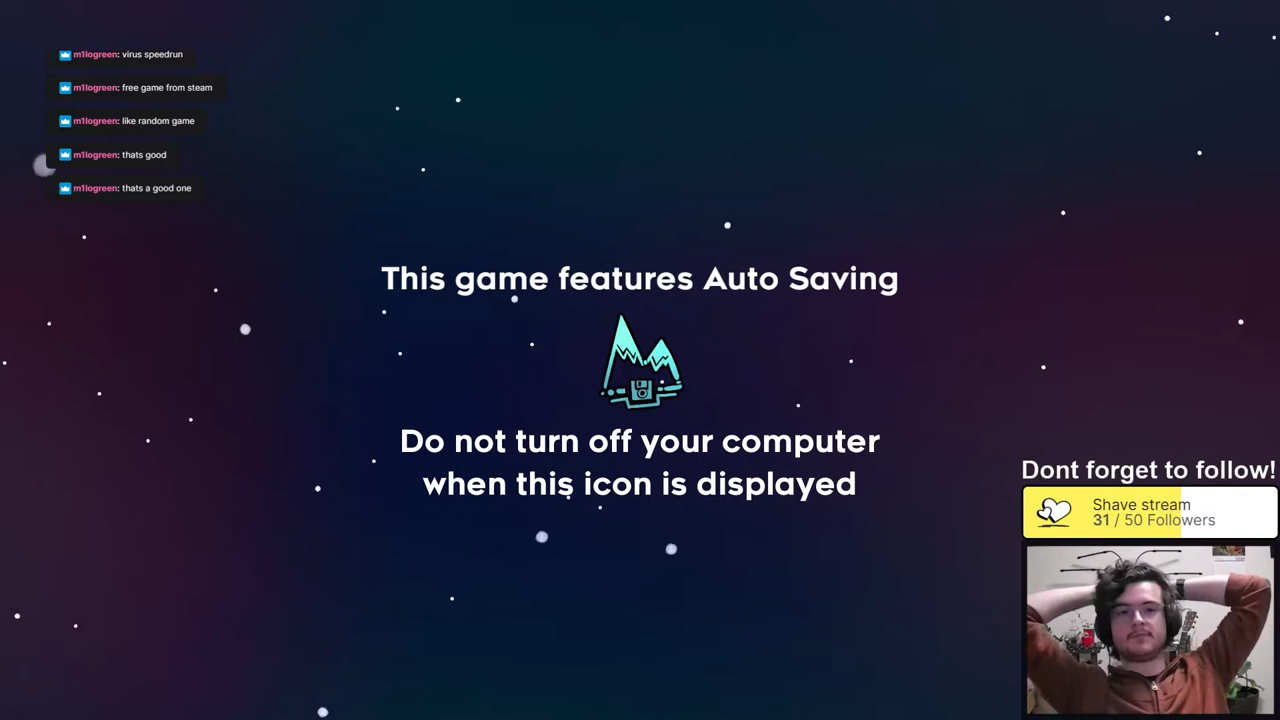 m1logreen: virus speedrun
m1logreen: free game from steam
m1logreen: like random game
m1logreen: thats good
m1logreen: thats a good one
This game features Auto Saving
Do not turn off your computer
when this icon is displayed
Dont forget to follow!
Shave stream
31 / 50 Followers